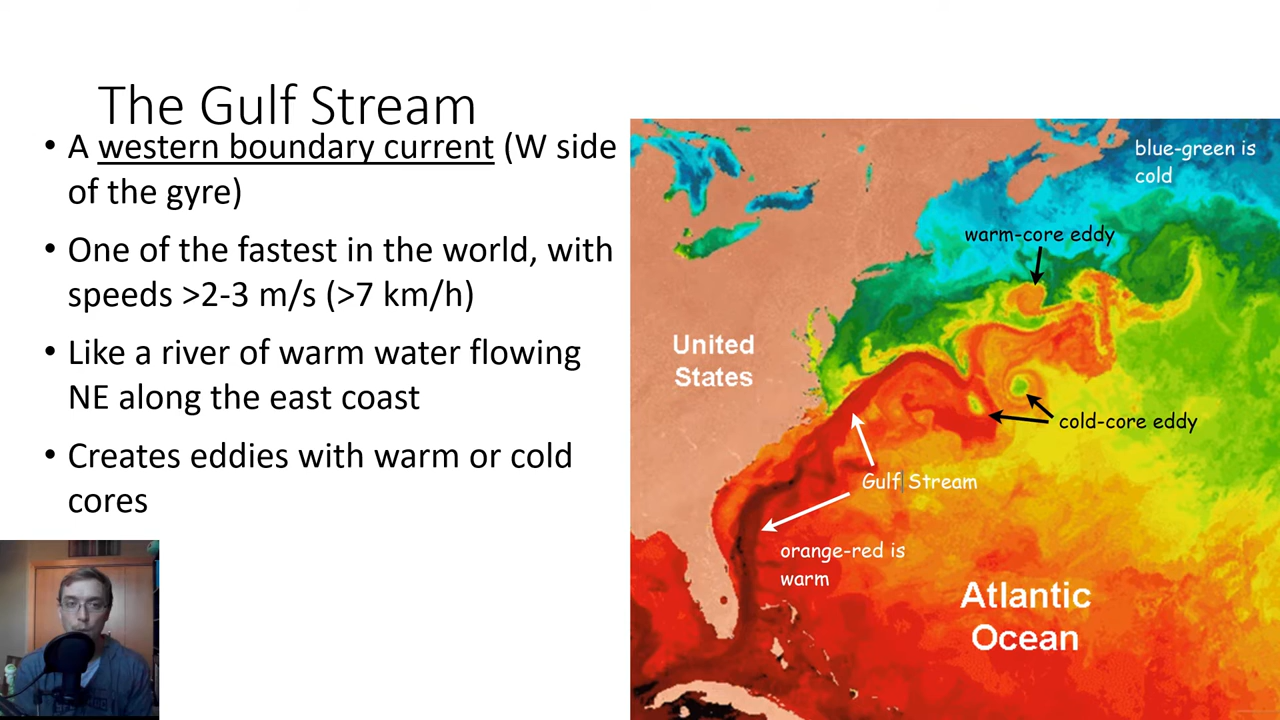 The Gulf Stream
• A western boundary current (W side
of the gyre)
• One of the fastest in the world, with
speeds >2-3 m/s (>7 km/h)
• Like a river of warm water flowing
NE along the east coast
• Creates eddies with warm or cold
cores
blue-green is
cold
warm-core eddy
United
States
cold-core eddy
Gulf Stream
orange-red is
warm
Atlantic
Ocean